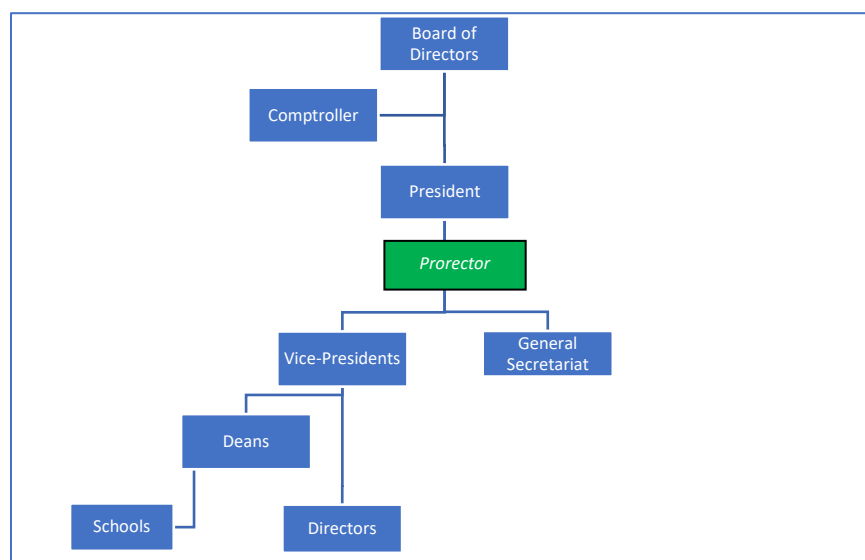 Board of
Directors
Comptroller
President
Prorector
Vice-Presidents
General
Secretariat
Deans
Schools
Directors